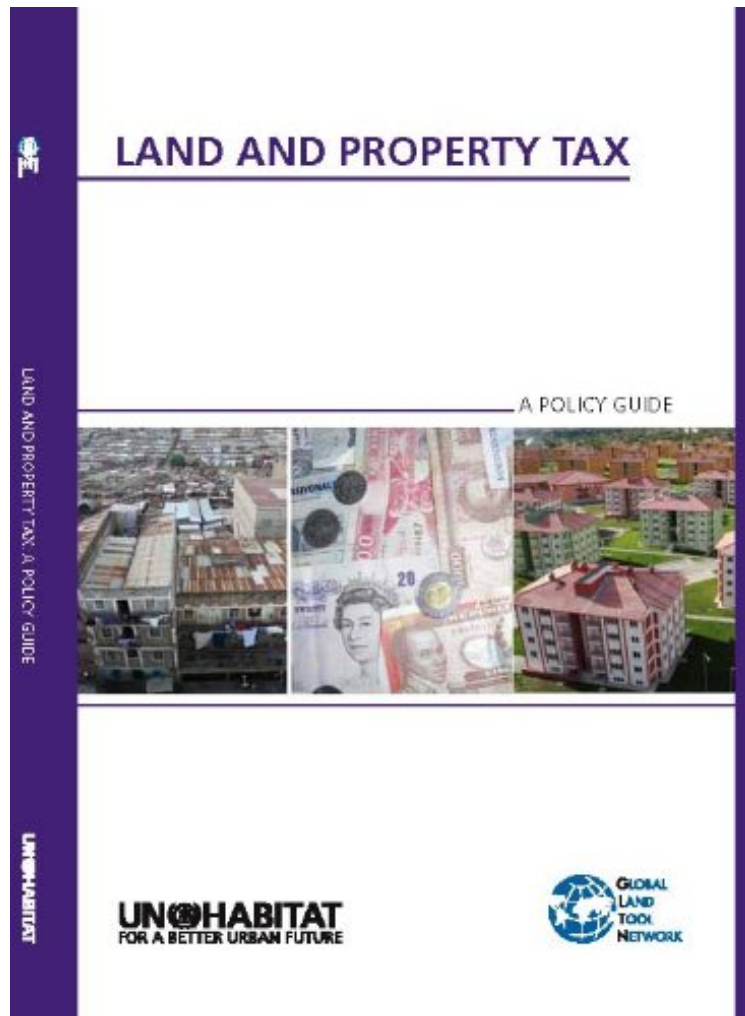 LAND AND PROPERTY TAX
A POLICY GUIDE
20
UN HABITAT
FOR A BETTER URBAN FUTURE
GLOBAL
LAND
TOOL
NETWORK
LAND AND PROPERTY TAX: A POLICY GUIDE
UN HABITAT